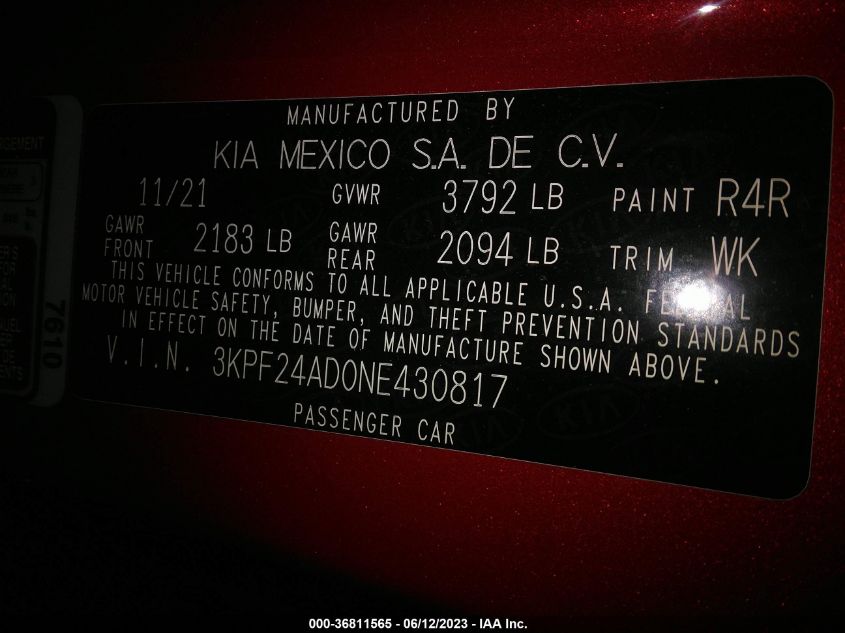 MANUFACTURED BY
KIA MEXICO S.A. DE C.V.
11/21 GVWR 3792 LB PAINT R4R
GAWR FRONT 2183 LB GAWR REAR 2094 LB TRIM WK
THIS VEHICLE CONFORMS TO ALL APPLICABLE U.S.A. FEDERAL
MOTOR VEHICLE SAFETY, BUMPER, AND THEFT PREVENTION STANDARDS
IN EFFECT ON THE DATE OF MANUFACTURE SHOWN ABOVE.
V.I.N. 3KPF24AD0NE430817
PASSENGER CAR
7610
000-36811565 - 06/12/2023 - IAA Inc.